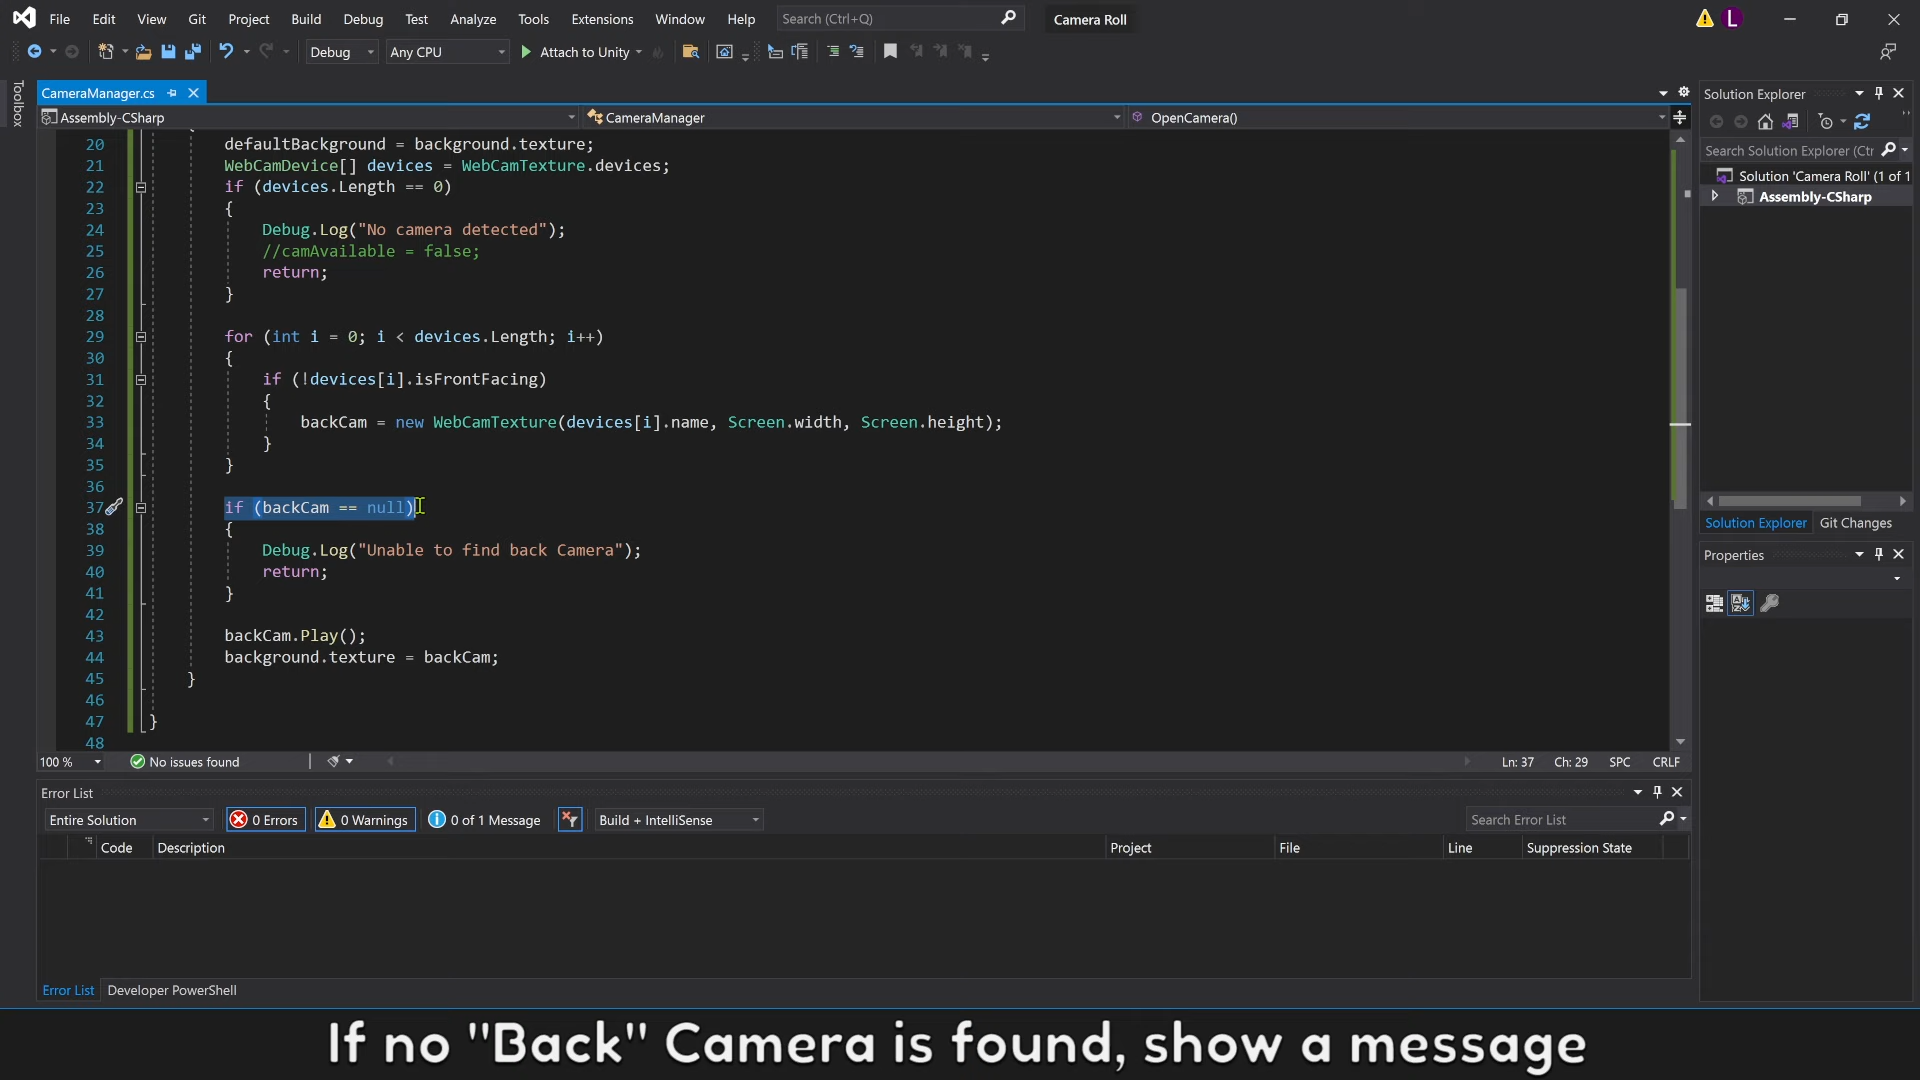 File Edit View Git Project Build Debug Test Analyze Tools Extensions Window Help Search (Ctrl+Q) Camera Roll L
Debug Any CPU Attach to Unity
Toolbox
CameraManager.cs
Assembly-CSharp CameraManager OpenCamera()
20 defaultBackground = background.texture;
21 WebCamDevice[] devices = WebCamTexture.devices;
22 if (devices.Length == 0)
23 {
24 Debug.Log("No camera detected");
25 //camAvailable = false;
26 return;
27 }
28
29 for (int i = 0; i < devices.Length; i++)
30 {
31 if (!devices[i].isFrontFacing)
32 {
33 backCam = new WebCamTexture(devices[i].name, Screen.width, Screen.height);
34 }
35 }
36
37 if (backCam == null)
38 {
39 Debug.Log("Unable to find back Camera");
40 return;
41 }
42
43 backCam.Play();
44 background.texture = backCam;
45 }
46
47 }
48
100 % No issues found Ln: 37 Ch: 29 SPC CRLF
Solution Explorer
Search Solution Explorer (Ctr
Solution 'Camera Roll' (1 of 1
Assembly-CSharp
Solution Explorer Git Changes
Properties
Error List
Entire Solution 0 Errors 0 Warnings 0 of 1 Message Build + IntelliSense Search Error List
Code Description Project File Line Suppression State
Error List Developer PowerShell
If no "Back" Camera is found, show a message